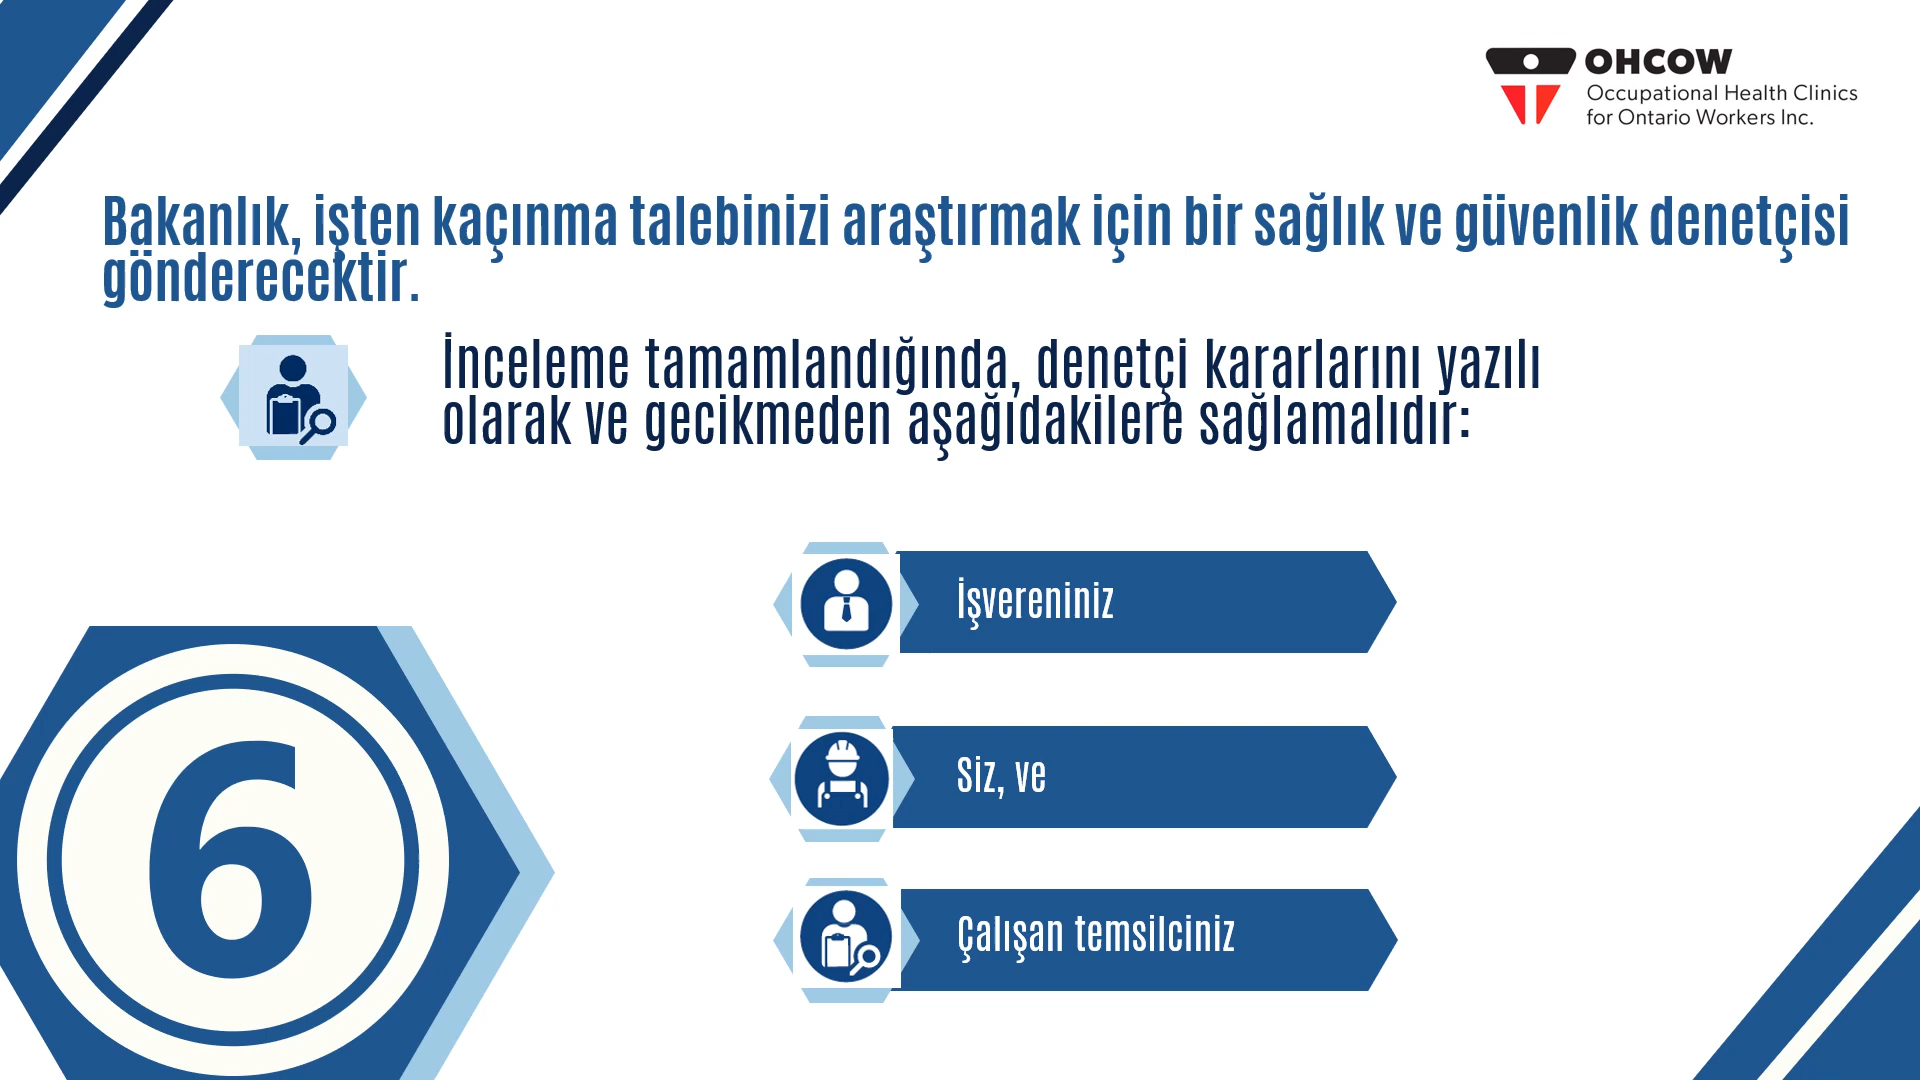 OHCOW
Occupational Health Clinics
for Ontario Workers Inc.
Bakanlık, işten kaçınma talebinizi araştırmak için bir sağlık ve güvenlik denetçisi
gönderecektir.
İnceleme tamamlandığında, denetçi kararlarını yazılı
olarak ve gecikmeden aşağıdakilere sağlamalıdır:
İşvereniniz
Siz, ve
Çalışan temsilciniz
6